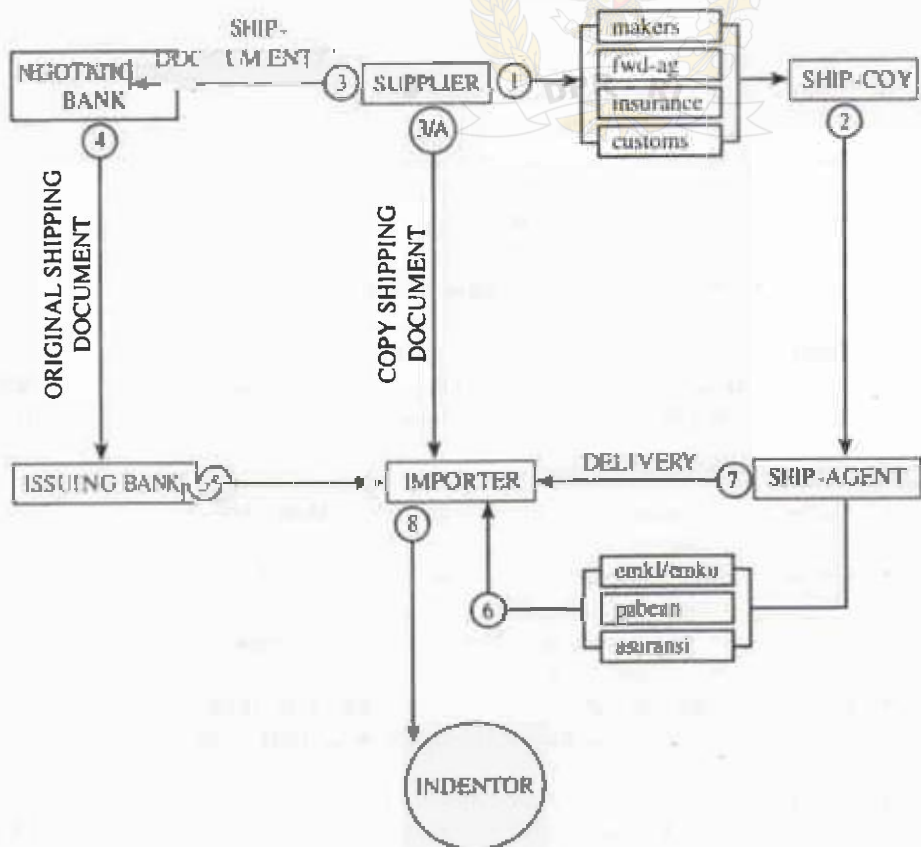 SHIP-
DOCUMENT
NEGOTATIO
BANK
3
SUPPLIER
1
makers
fwd-ag
insurance
customs
SHIP-COY
4
3/A
2
ORIGINAL SHIPPING
DOCUMENT
COPY SHIPPING
DOCUMENT
ISSUING BANK
IMPORTER
DELIVERY
7
SHIP-AGENT
8
6
emkl/emku
pabean
asuransi
INDENTOR